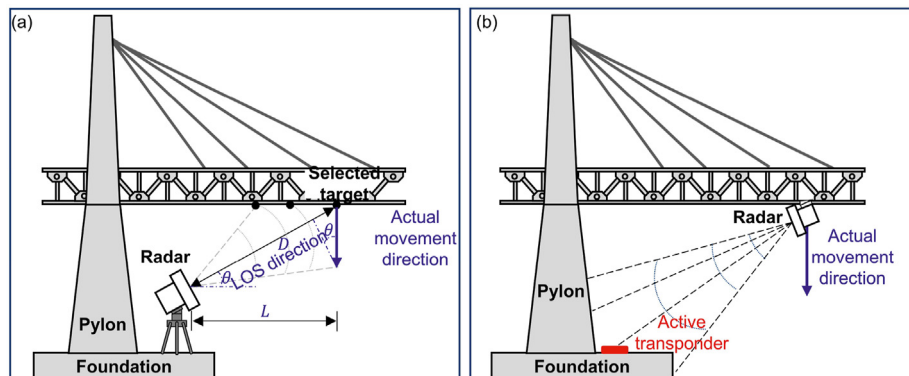 (a)
Selected
target
Actual
movement
direction
Radar
D
θ
LOS direction
θ
L
Pylon
Foundation
(b)
Radar
Actual
movement
direction
Pylon
Active
transponder
Foundation